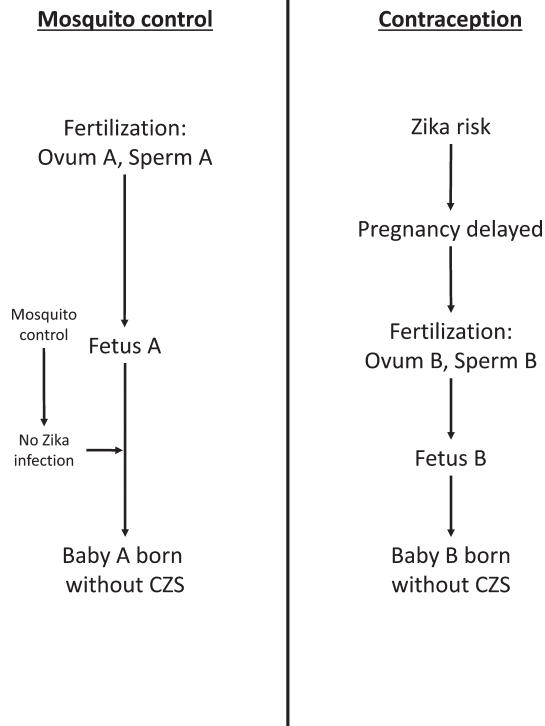 Mosquito control
Fertilization:
Ovum A, Sperm A
Mosquito
control
Fetus A
No Zika
infection
Baby A born
without CZS
Contraception
Zika risk
Pregnancy delayed
Fertilization:
Ovum B, Sperm B
Fetus B
Baby B born
without CZS